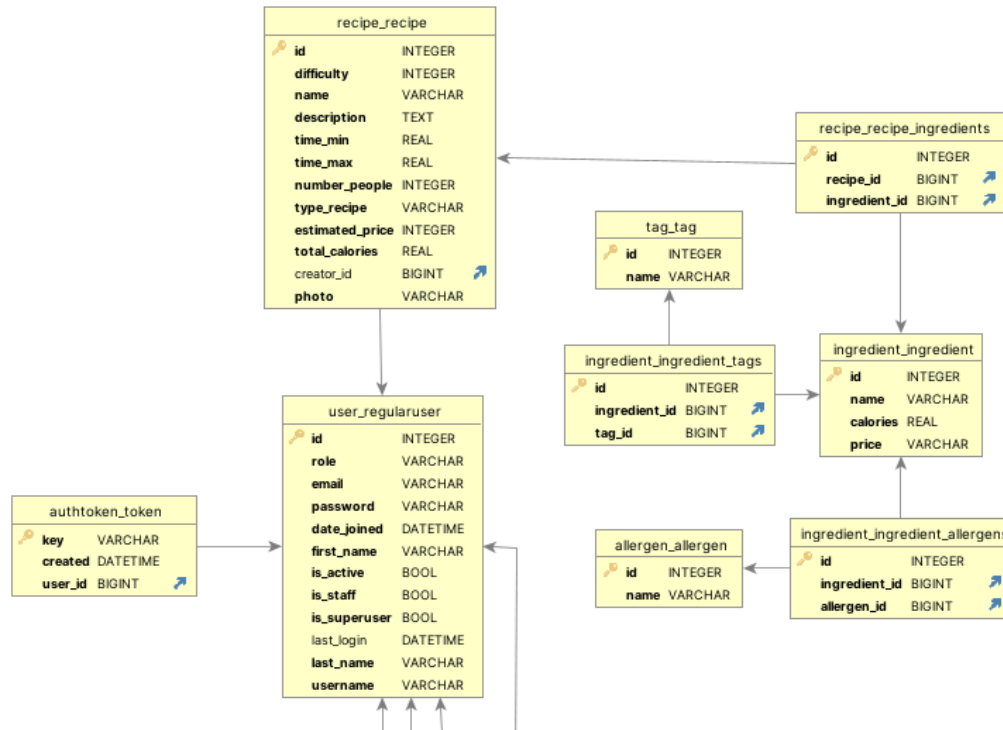 recipe_recipe
id INTEGER
difficulty INTEGER
name VARCHAR
description TEXT
time_min REAL
time_max REAL
number_people INTEGER
type_recipe VARCHAR
estimated_price INTEGER
total_calories REAL
creator_id BIGINT
photo VARCHAR
recipe_recipe_ingredients
id INTEGER
recipe_id BIGINT
ingredient_id BIGINT
tag_tag
id INTEGER
name VARCHAR
ingredient_ingredient_tags
id INTEGER
ingredient_id BIGINT
tag_id BIGINT
ingredient_ingredient
id INTEGER
name VARCHAR
calories REAL
price VARCHAR
user_regularuser
id INTEGER
role VARCHAR
email VARCHAR
password VARCHAR
date_joined DATETIME
first_name VARCHAR
is_active BOOL
is_staff BOOL
is_superuser BOOL
last_login DATETIME
last_name VARCHAR
username VARCHAR
authtoken_token
key VARCHAR
created DATETIME
user_id BIGINT
allergen_allergen
id INTEGER
name VARCHAR
ingredient_ingredient_allergens
id INTEGER
ingredient_id BIGINT
allergen_id BIGINT